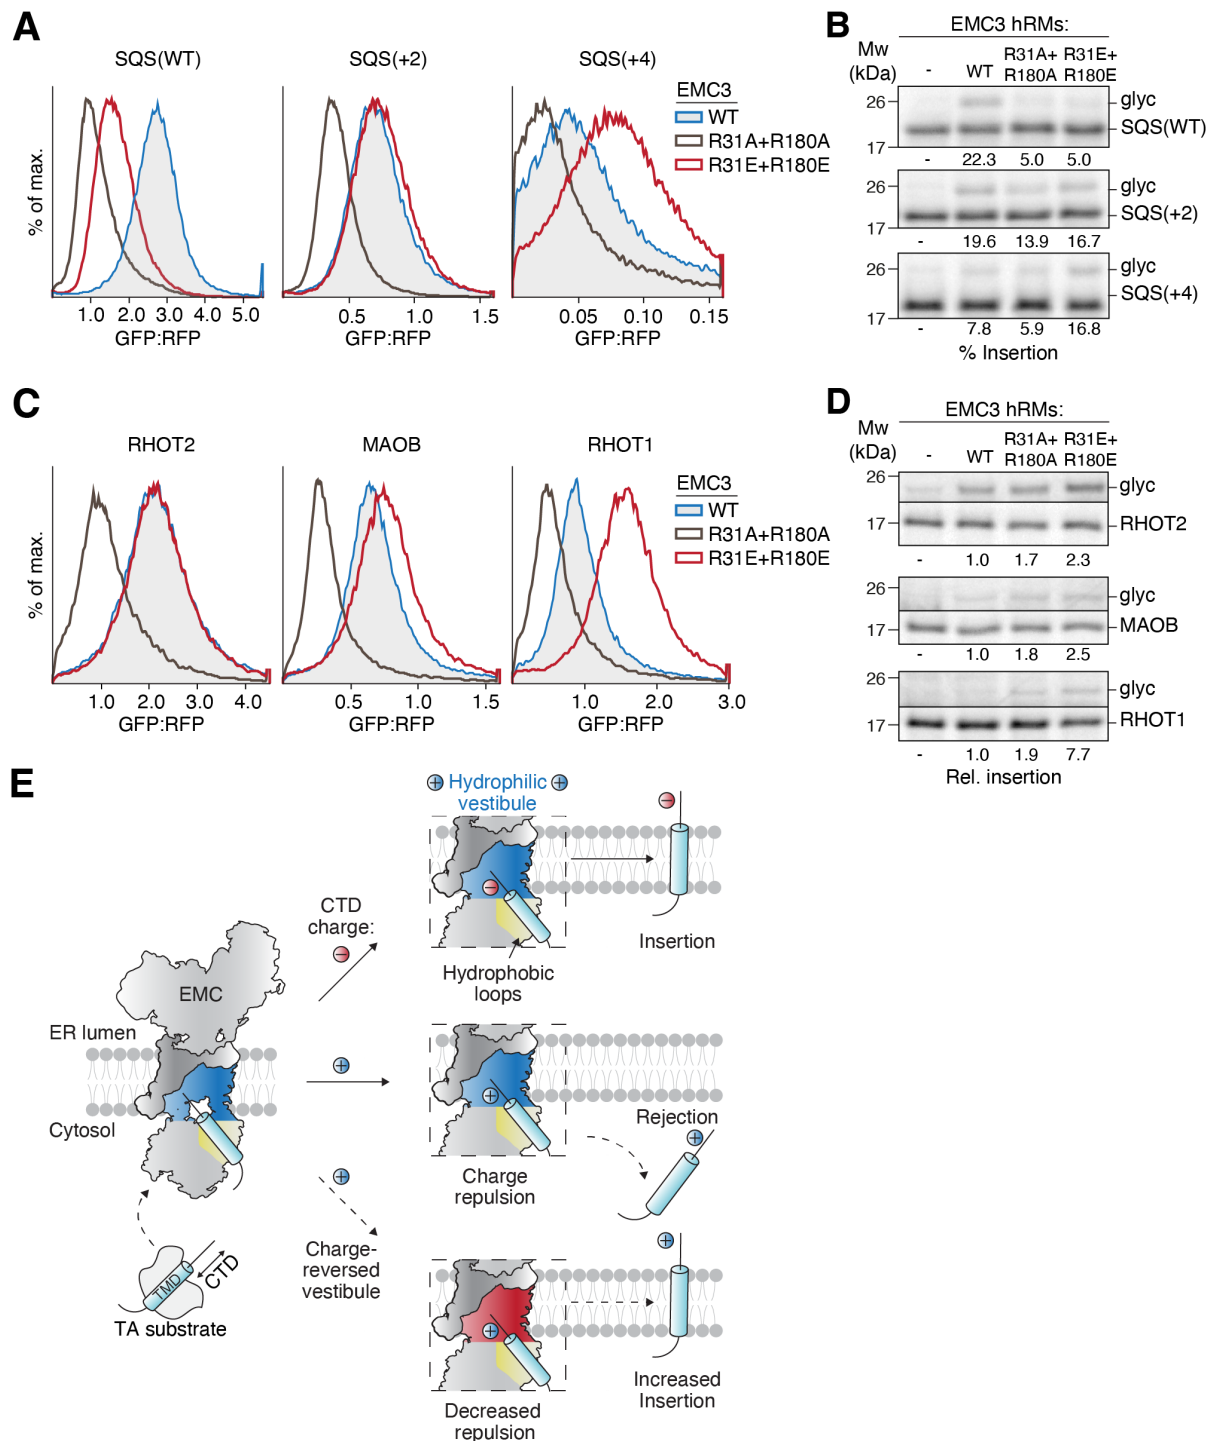 A
SQS(WT)
SQS(+2)
SQS(+4)
% of max.
EMC3
WT
R31A+R180A
R31E+R180E
1.0 2.0 3.0 4.0 5.0
GFP:RFP
0.5 1.0 1.5
GFP:RFP
0.05 0.10 0.15
GFP:RFP
B
EMC3 hRMs:
Mw
(kDa)
- WT R31A+ R180A R31E+ R180E
26
glyc
SQS(WT)
17
- 22.3 5.0 5.0
26
glyc
SQS(+2)
17
- 19.6 13.9 16.7
26
glyc
SQS(+4)
17
- 7.8 5.9 16.8
% Insertion
C
RHOT2
MAOB
RHOT1
% of max.
EMC3
WT
R31A+R180A
R31E+R180E
1.0 2.0 3.0 4.0
GFP:RFP
0.5 1.0 1.5
GFP:RFP
1.0 2.0 3.0
GFP:RFP
D
EMC3 hRMs:
Mw
(kDa)
- WT R31A+ R180A R31E+ R180E
26
glyc
17
RHOT2
- 1.0 1.7 2.3
26
glyc
17
MAOB
- 1.0 1.8 2.5
26
glyc
17
RHOT1
- 1.0 1.9 7.7
Rel. insertion
E
+ Hydrophilic +
vestibule
−
−
Insertion
Hydrophobic
loops
CTD
charge:
−
EMC
ER lumen
Cytosol
+
+
Charge
repulsion
Rejection
+
+
Charge-
reversed
vestibule
TMD
CTD
TA substrate
+
+
Decreased
repulsion
Increased
Insertion